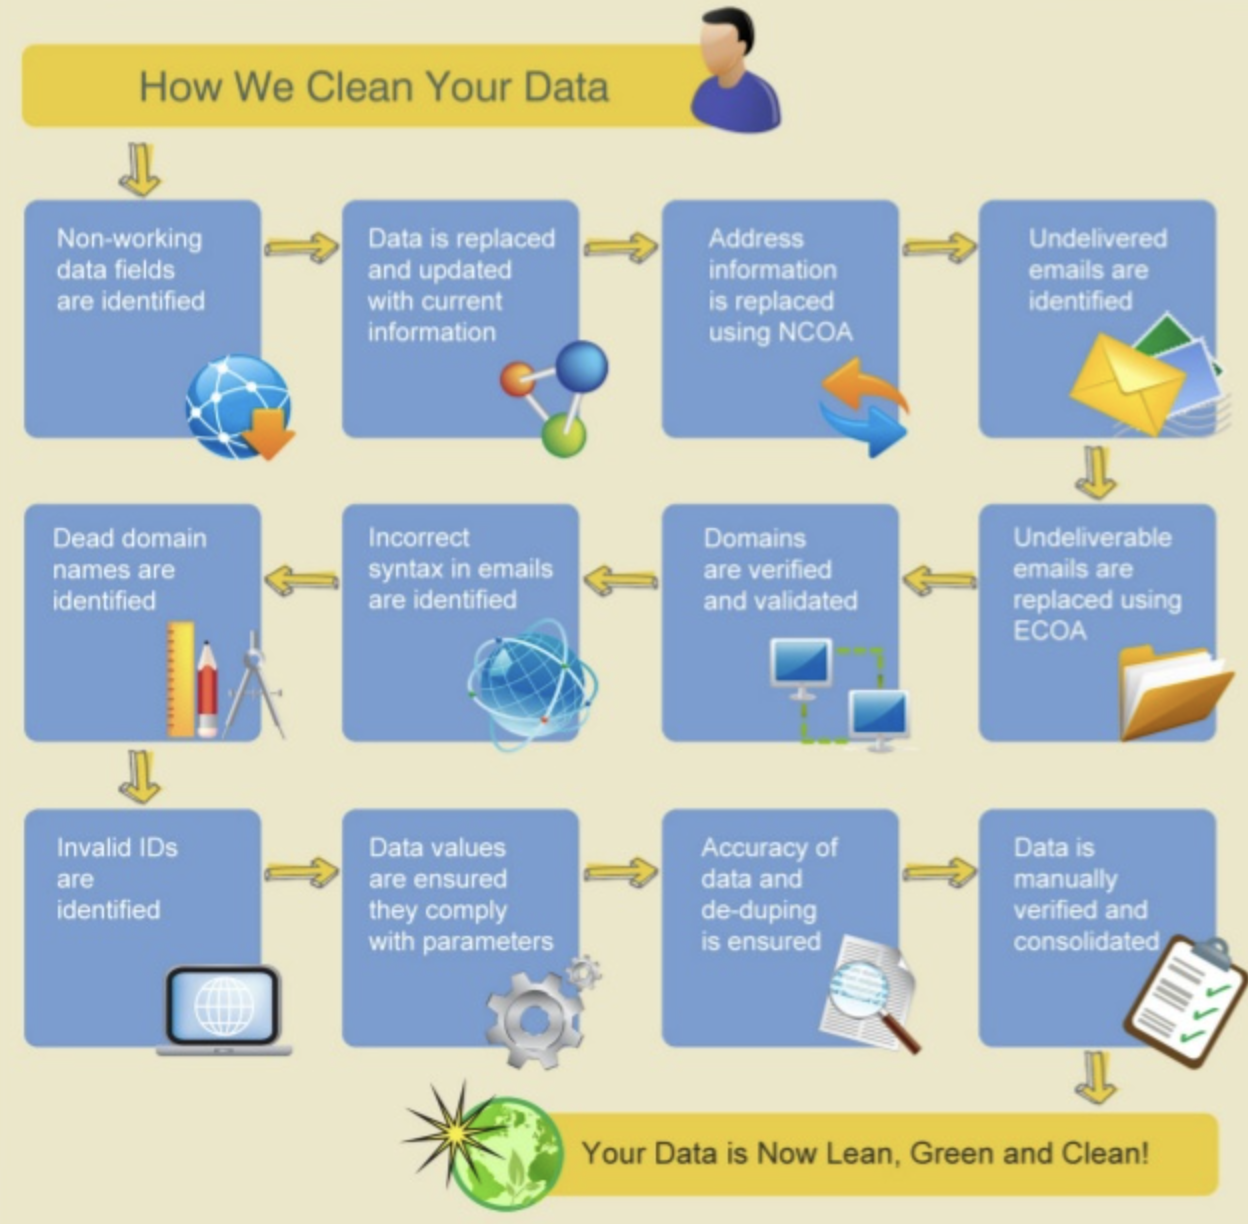 How We Clean Your Data
Non-working
data fields
are identified
Data is replaced
and updated
with current
information
Address
information
is replaced
using NCOA
Undelivered
emails are
identified
Undeliverable
emails are
replaced using
ECOA
Domains
are verified
and validated
Incorrect
syntax in emails
are identified
Dead domain
names are
identified
Invalid IDs
are
identified
Data values
are ensured
they comply
with parameters
Accuracy of
data and
de-duping
is ensured
Data is
manually
verified and
consolidated
Your Data is Now Lean, Green and Clean!